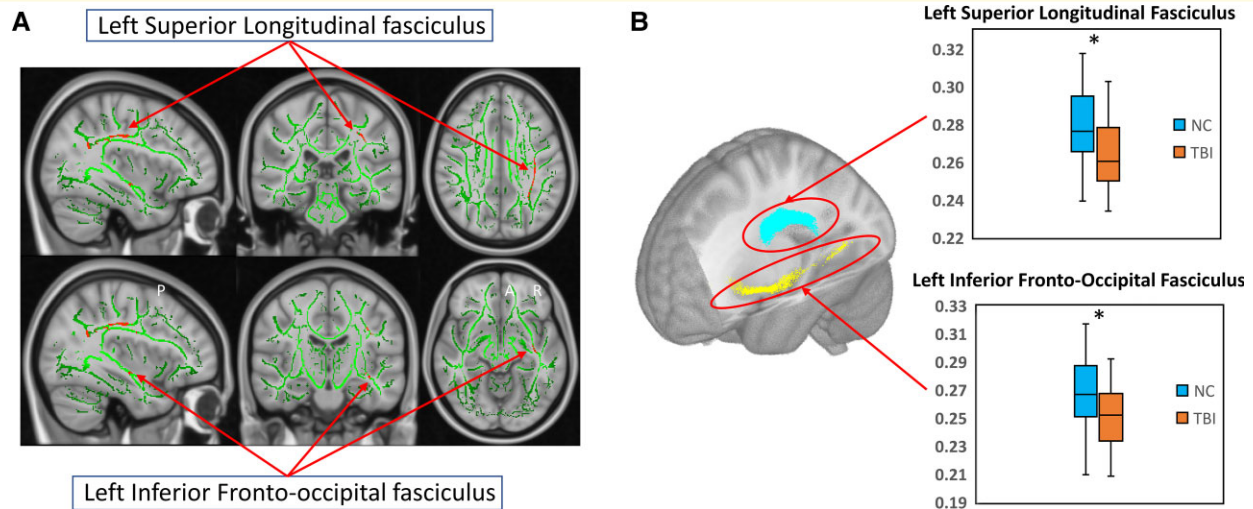 A
Left Superior Longitudinal fasciculus
P
A
R
Left Inferior Fronto-occipital fasciculus
B
Left Superior Longitudinal Fasciculus
0.32
0.30
0.28
0.26
0.24
0.22
*
NC
TBI
Left Inferior Fronto-Occipital Fasciculus
0.33
0.31
0.29
0.27
0.25
0.23
0.21
0.19
*
NC
TBI